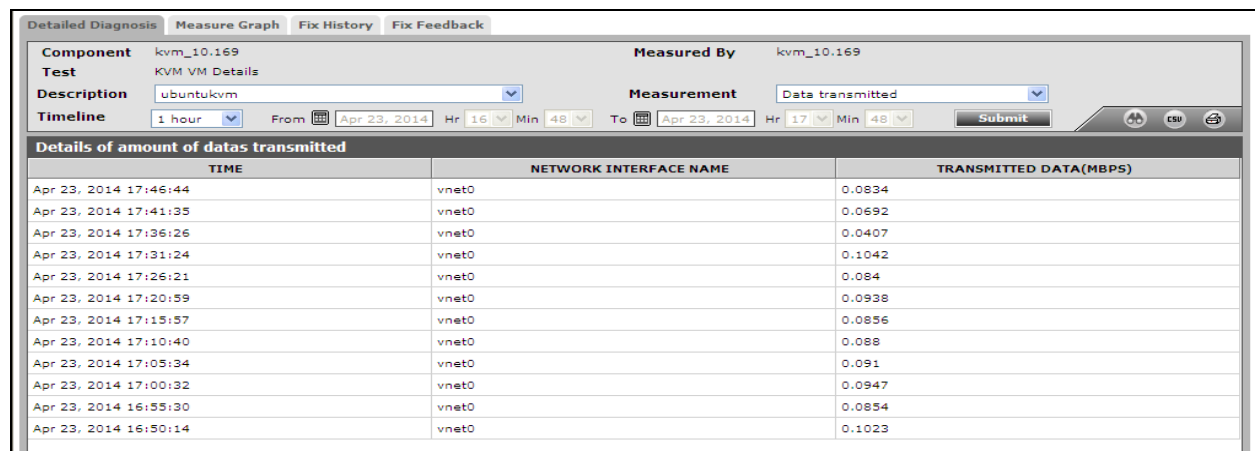 Detailed Diagnosis Measure Graph Fix History Fix Feedback
Component kvm_10.169 Measured By kvm_10.169
Test KVM VM Details
Description ubuntukvm Measurement Data transmitted
Timeline 1 hour From Apr 23, 2014 Hr 16 Min 48 To Apr 23, 2014 Hr 17 Min 48 Submit CSV
Details of amount of datas transmitted
TIME NETWORK INTERFACE NAME TRANSMITTED DATA(MBPS)
Apr 23, 2014 17:46:44 vnet0 0.0834
Apr 23, 2014 17:41:35 vnet0 0.0692
Apr 23, 2014 17:36:26 vnet0 0.0407
Apr 23, 2014 17:31:24 vnet0 0.1042
Apr 23, 2014 17:26:21 vnet0 0.084
Apr 23, 2014 17:20:59 vnet0 0.0938
Apr 23, 2014 17:15:57 vnet0 0.0856
Apr 23, 2014 17:10:40 vnet0 0.088
Apr 23, 2014 17:05:34 vnet0 0.091
Apr 23, 2014 17:00:32 vnet0 0.0947
Apr 23, 2014 16:55:30 vnet0 0.0854
Apr 23, 2014 16:50:14 vnet0 0.1023